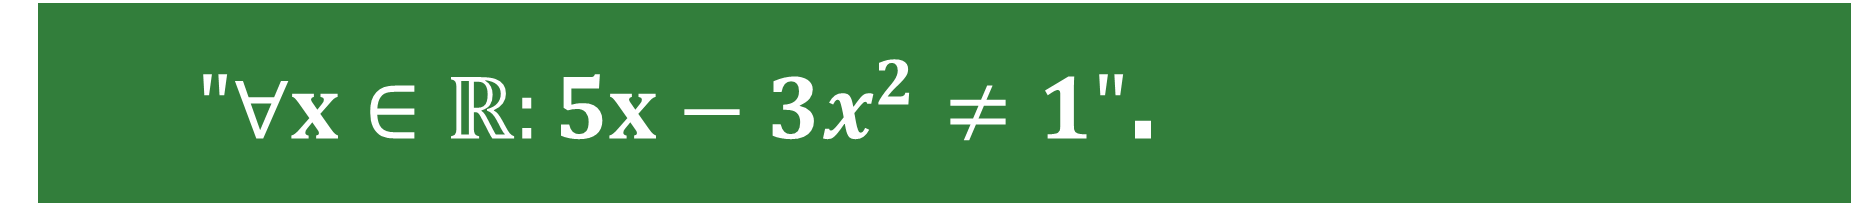 "∀x ∈ ℝ: 5x − 3x² ≠ 1".